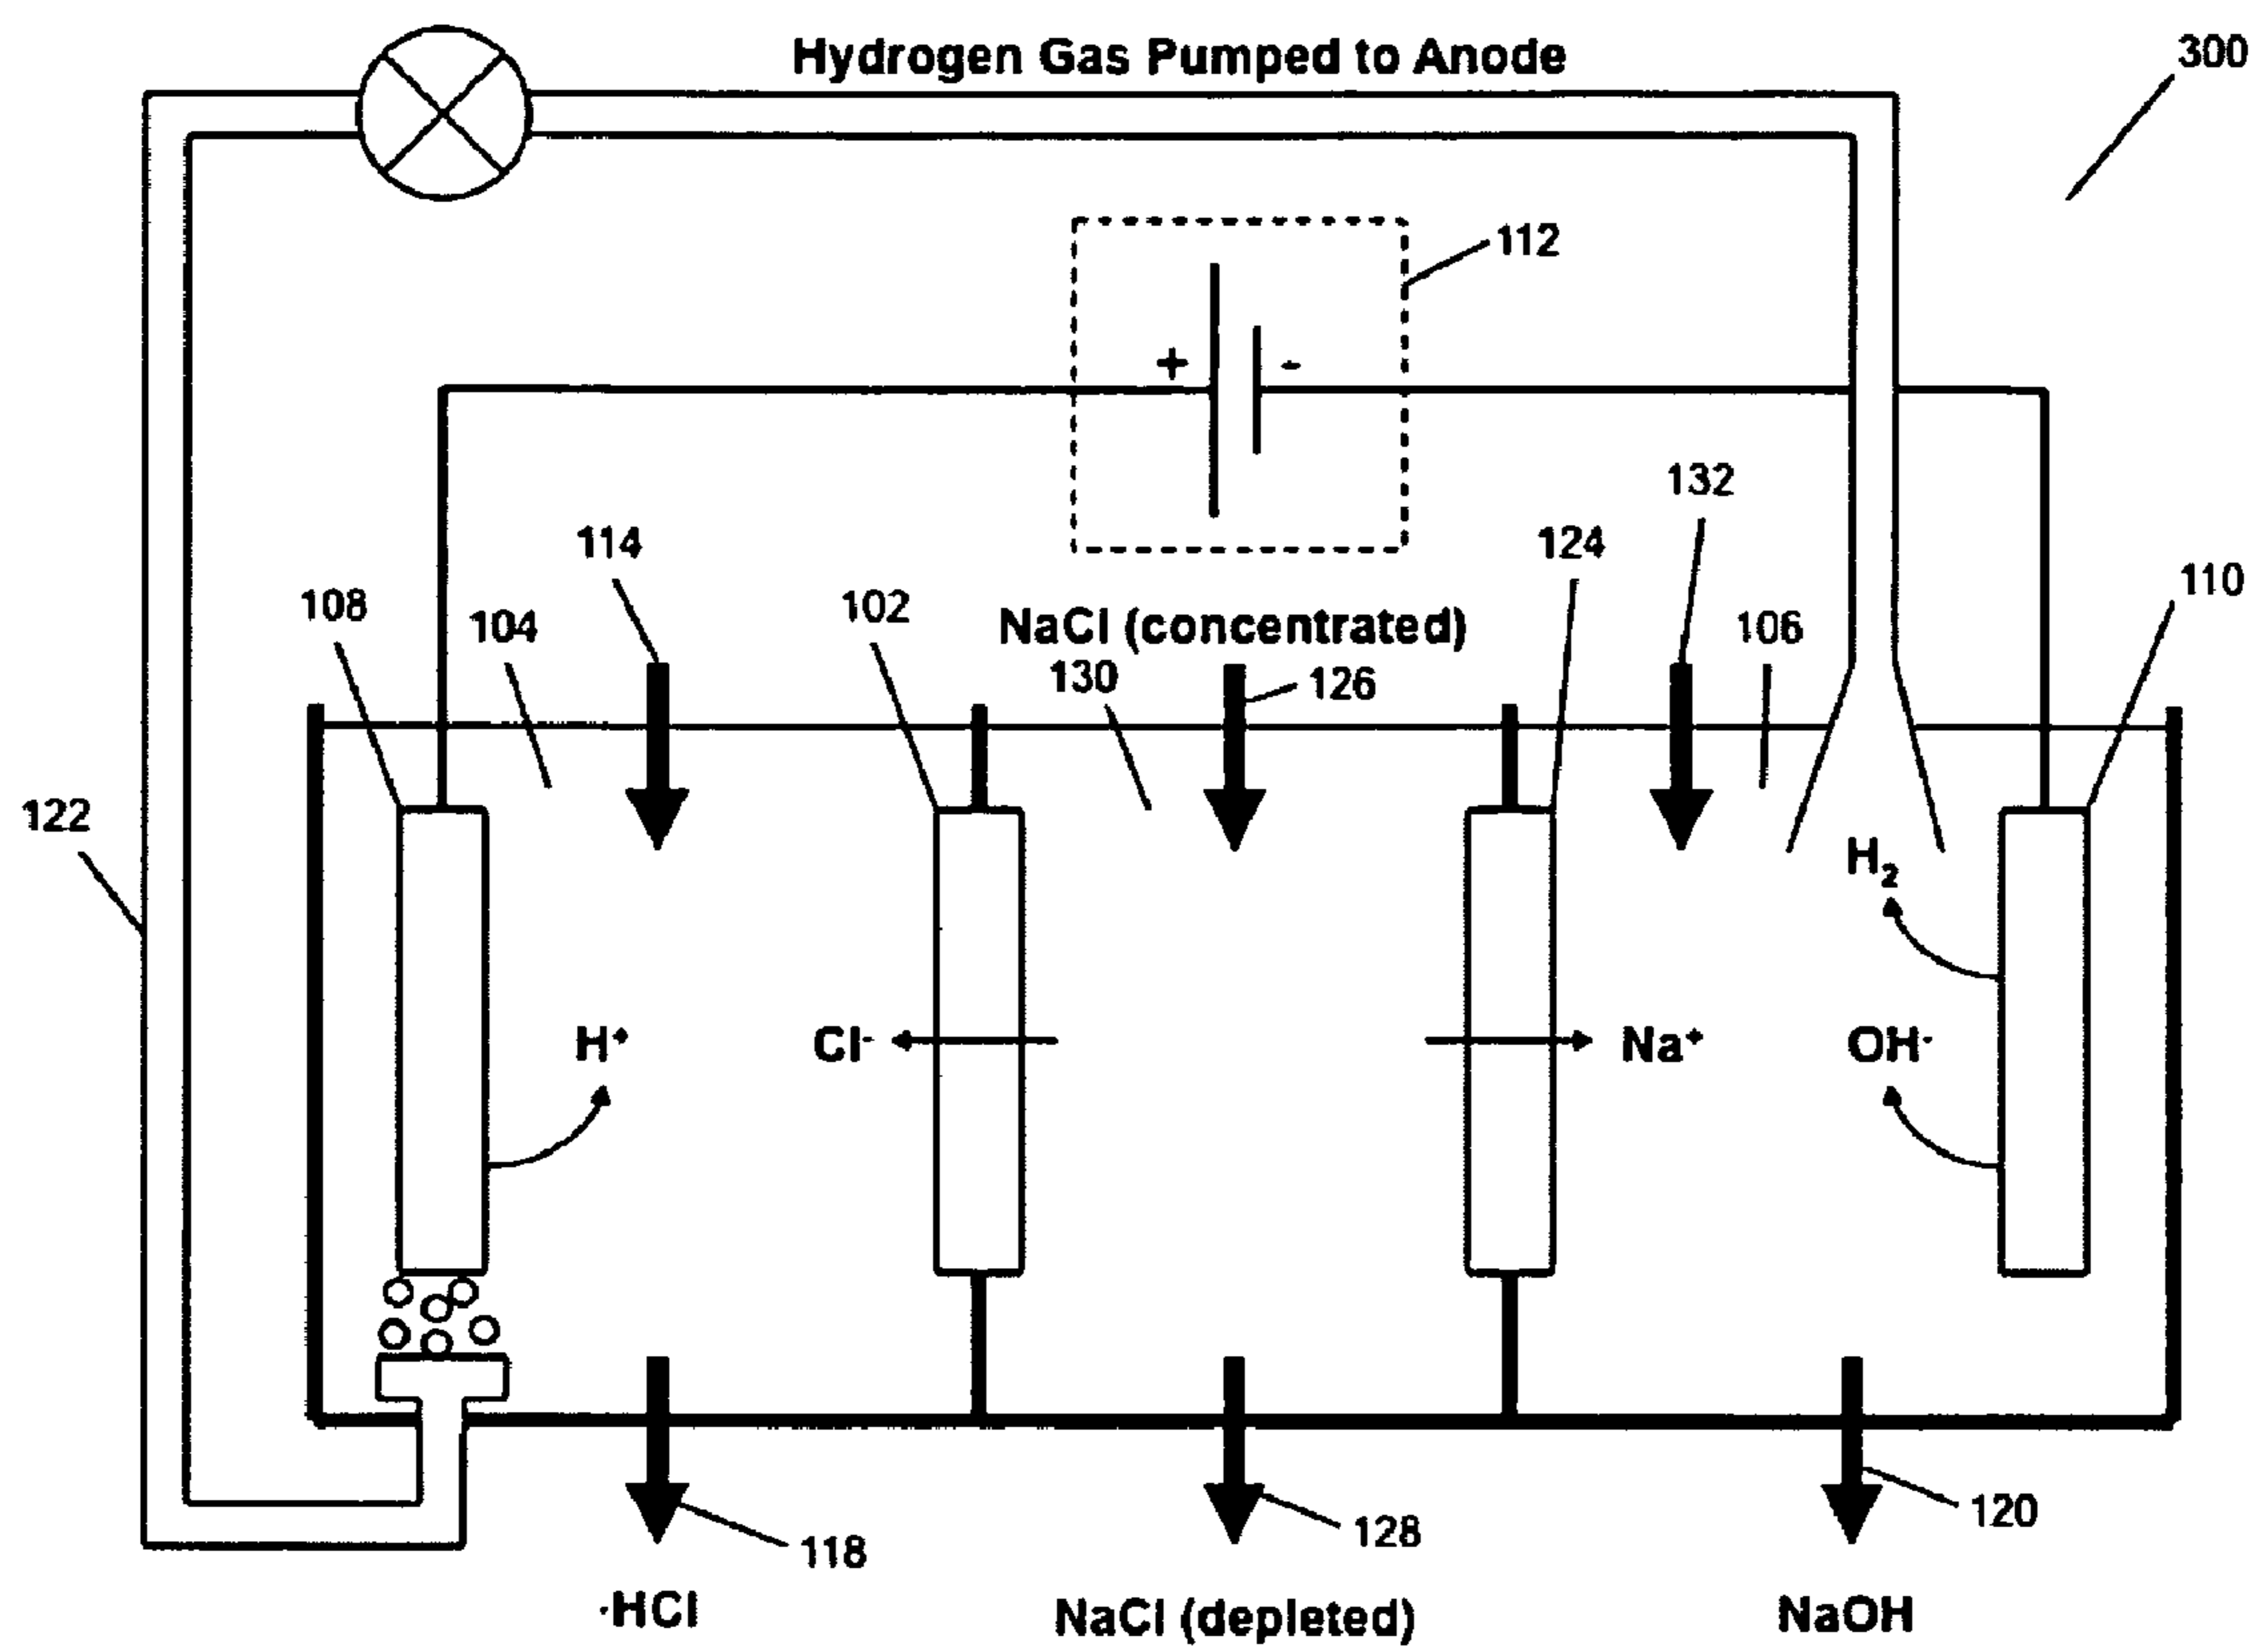 Hydrogen Gas Pumped to Anode
300
112
+ -
132
114
124
108
104
102
NaCl (concentrated)
106
110
130
126
122
H₂
H⁺
Cl⁻
Na⁺
OH⁻
118
128
120
·HCl
NaCl (depleted)
NaOH